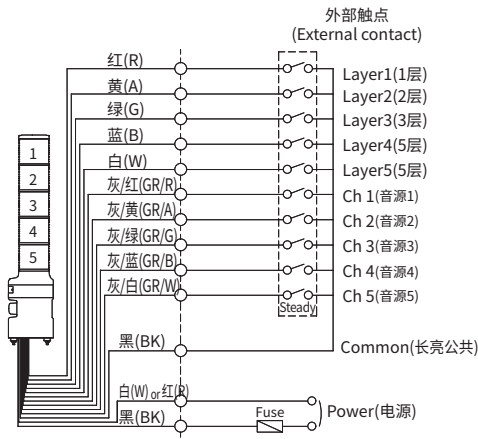 外部触点
(External contact)
红(R)
Layer1(1层)
黄(A)
Layer2(2层)
绿(G)
Layer3(3层)
蓝(B)
Layer4(5层)
白(W)
Layer5(5层)
灰/红(GR/R)
Ch 1(音源1)
灰/黄(GR/A)
Ch 2(音源2)
灰/绿(GR/G)
Ch 3(音源3)
灰/蓝(GR/B)
Ch 4(音源4)
灰/白(GR/W)
Ch 5(音源5)
Steady
1
2
3
4
5
黑(BK)
Common(长亮公共)
白(W) or 红(R)
黑(BK)
Fuse
Power(电源)